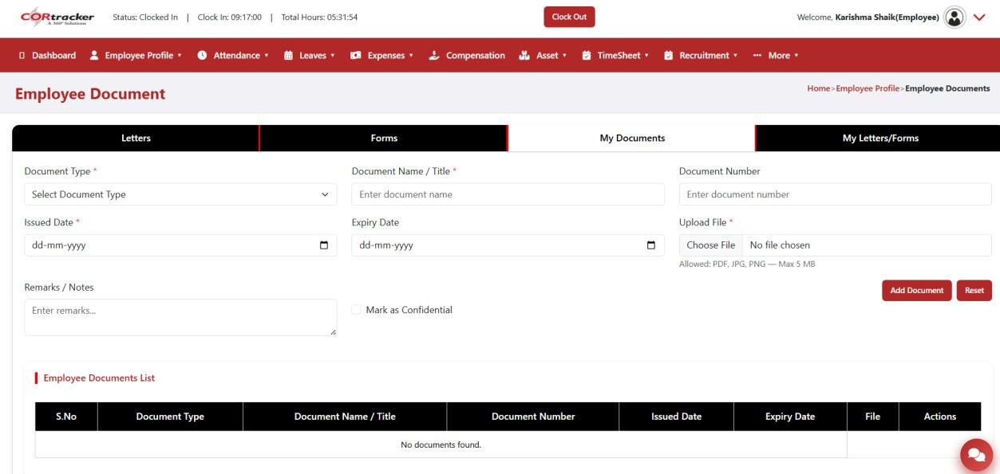 CORtracker
A 360° Solutions
Status: Clocked In | Clock In: 09:17:00 | Total Hours: 05:31:54
Clock Out
Welcome, Karishma Shaik(Employee)
Dashboard Employee Profile Attendance Leaves Expenses Compensation Asset TimeSheet Recruitment More
Employee Document
Home>Employee Profile>Employee Documents
Letters Forms My Documents My Letters/Forms
Document Type * Document Name / Title * Document Number
Select Document Type Enter document name Enter document number
Issued Date * Expiry Date Upload File *
dd-mm-yyyy dd-mm-yyyy Choose File No file chosen
Allowed: PDF, JPG, PNG — Max 5 MB
Remarks / Notes
Add Document Reset
Enter remarks... Mark as Confidential
Employee Documents List
S.No Document Type Document Name / Title Document Number Issued Date Expiry Date File Actions
No documents found.